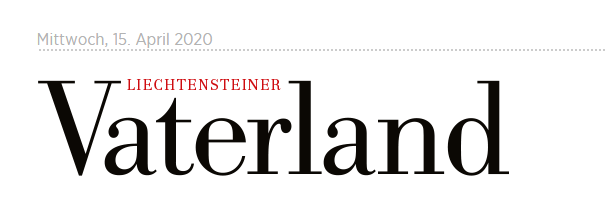 Mittwoch, 15. April 2020
LIECHTENSTEINER
Vaterland